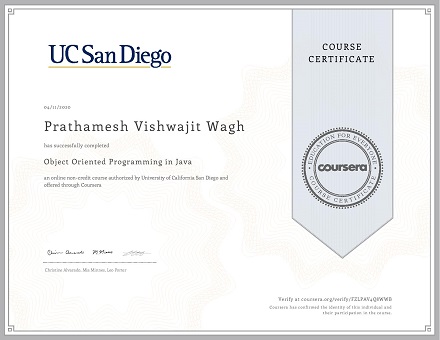 UC San Diego
COURSE
CERTIFICATE
04/11/2020
Prathamesh Vishwajit Wagh
has successfully completed
Object Oriented Programming in Java
an online non-credit course authorized by University of California San Diego and
offered through Coursera
EDUCATION FOR EVERYONE
coursera
COURSE CERTIFICATE
Christine Alvarado, Mia Minnes, Leo Porter
Verify at coursera.org/verify/
Coursera has confirmed the identity of this individual and
their participation in the course.